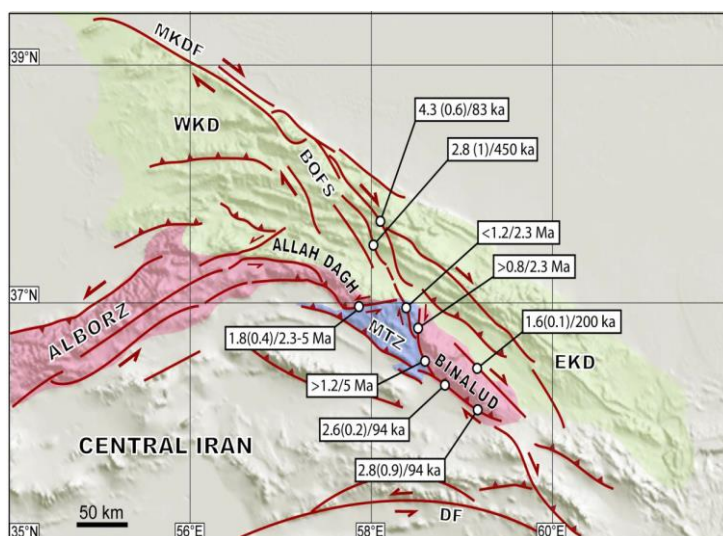 MKDF
39°N
WKD
4.3 (0.6)/83 ka
BQFS
2.8 (1)/450 ka
<1.2/2.3 Ma
ALLAH DAGH
>0.8/2.3 Ma
37°N
ALBORZ
1.8(0.4)/2.3-5 Ma
MTZ
1.6(0.1)/200 ka
BINALUD
EKD
>1.2/5 Ma
2.6(0.2)/94 ka
CENTRAL IRAN
2.8(0.9)/94 ka
50 km
DF
35°N
56°E
58°E
60°E